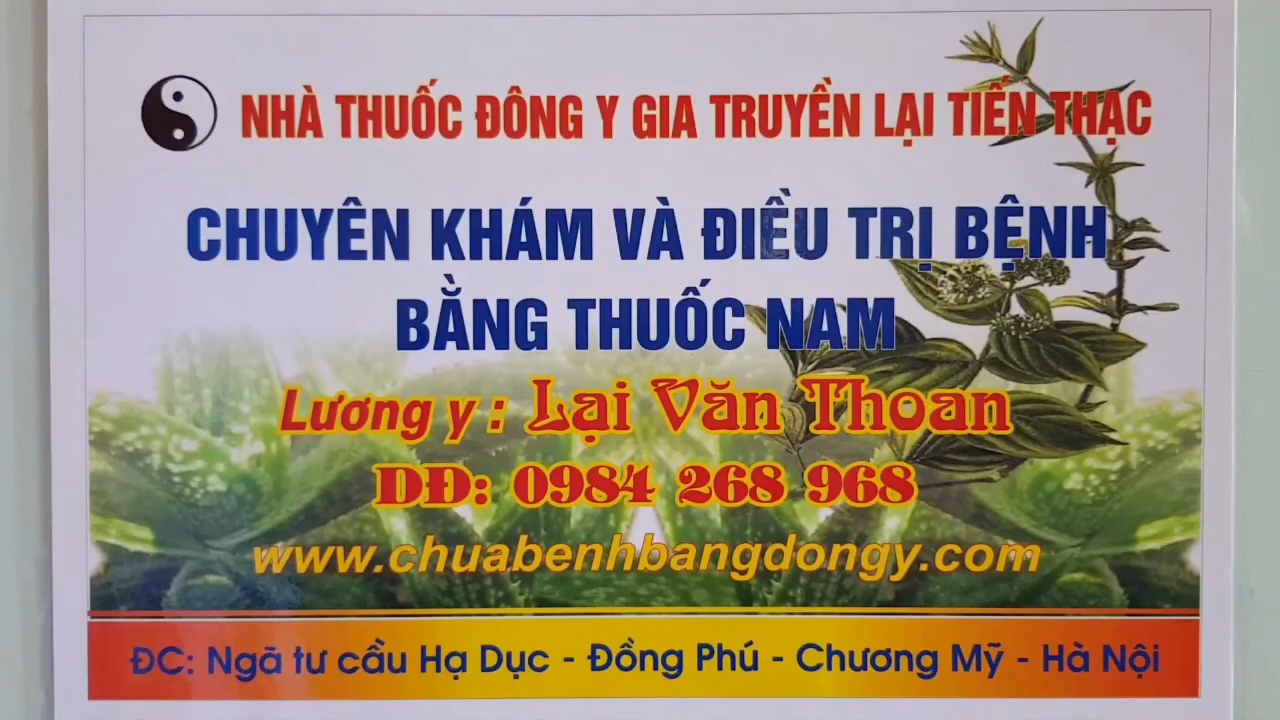 NHÀ THUỐC ĐÔNG Y GIA TRUYỀN LẠI TIẾN THẠC
CHUYÊN KHÁM VÀ ĐIỀU TRỊ BỆNH
BẰNG THUỐC NAM
Lương y : Lại Văn Thoan
DĐ: 0984 268 968
www.chuabenhbangdongy.com
ĐC: Ngã tư cầu Hạ Dục - Đồng Phú - Chương Mỹ - Hà Nội